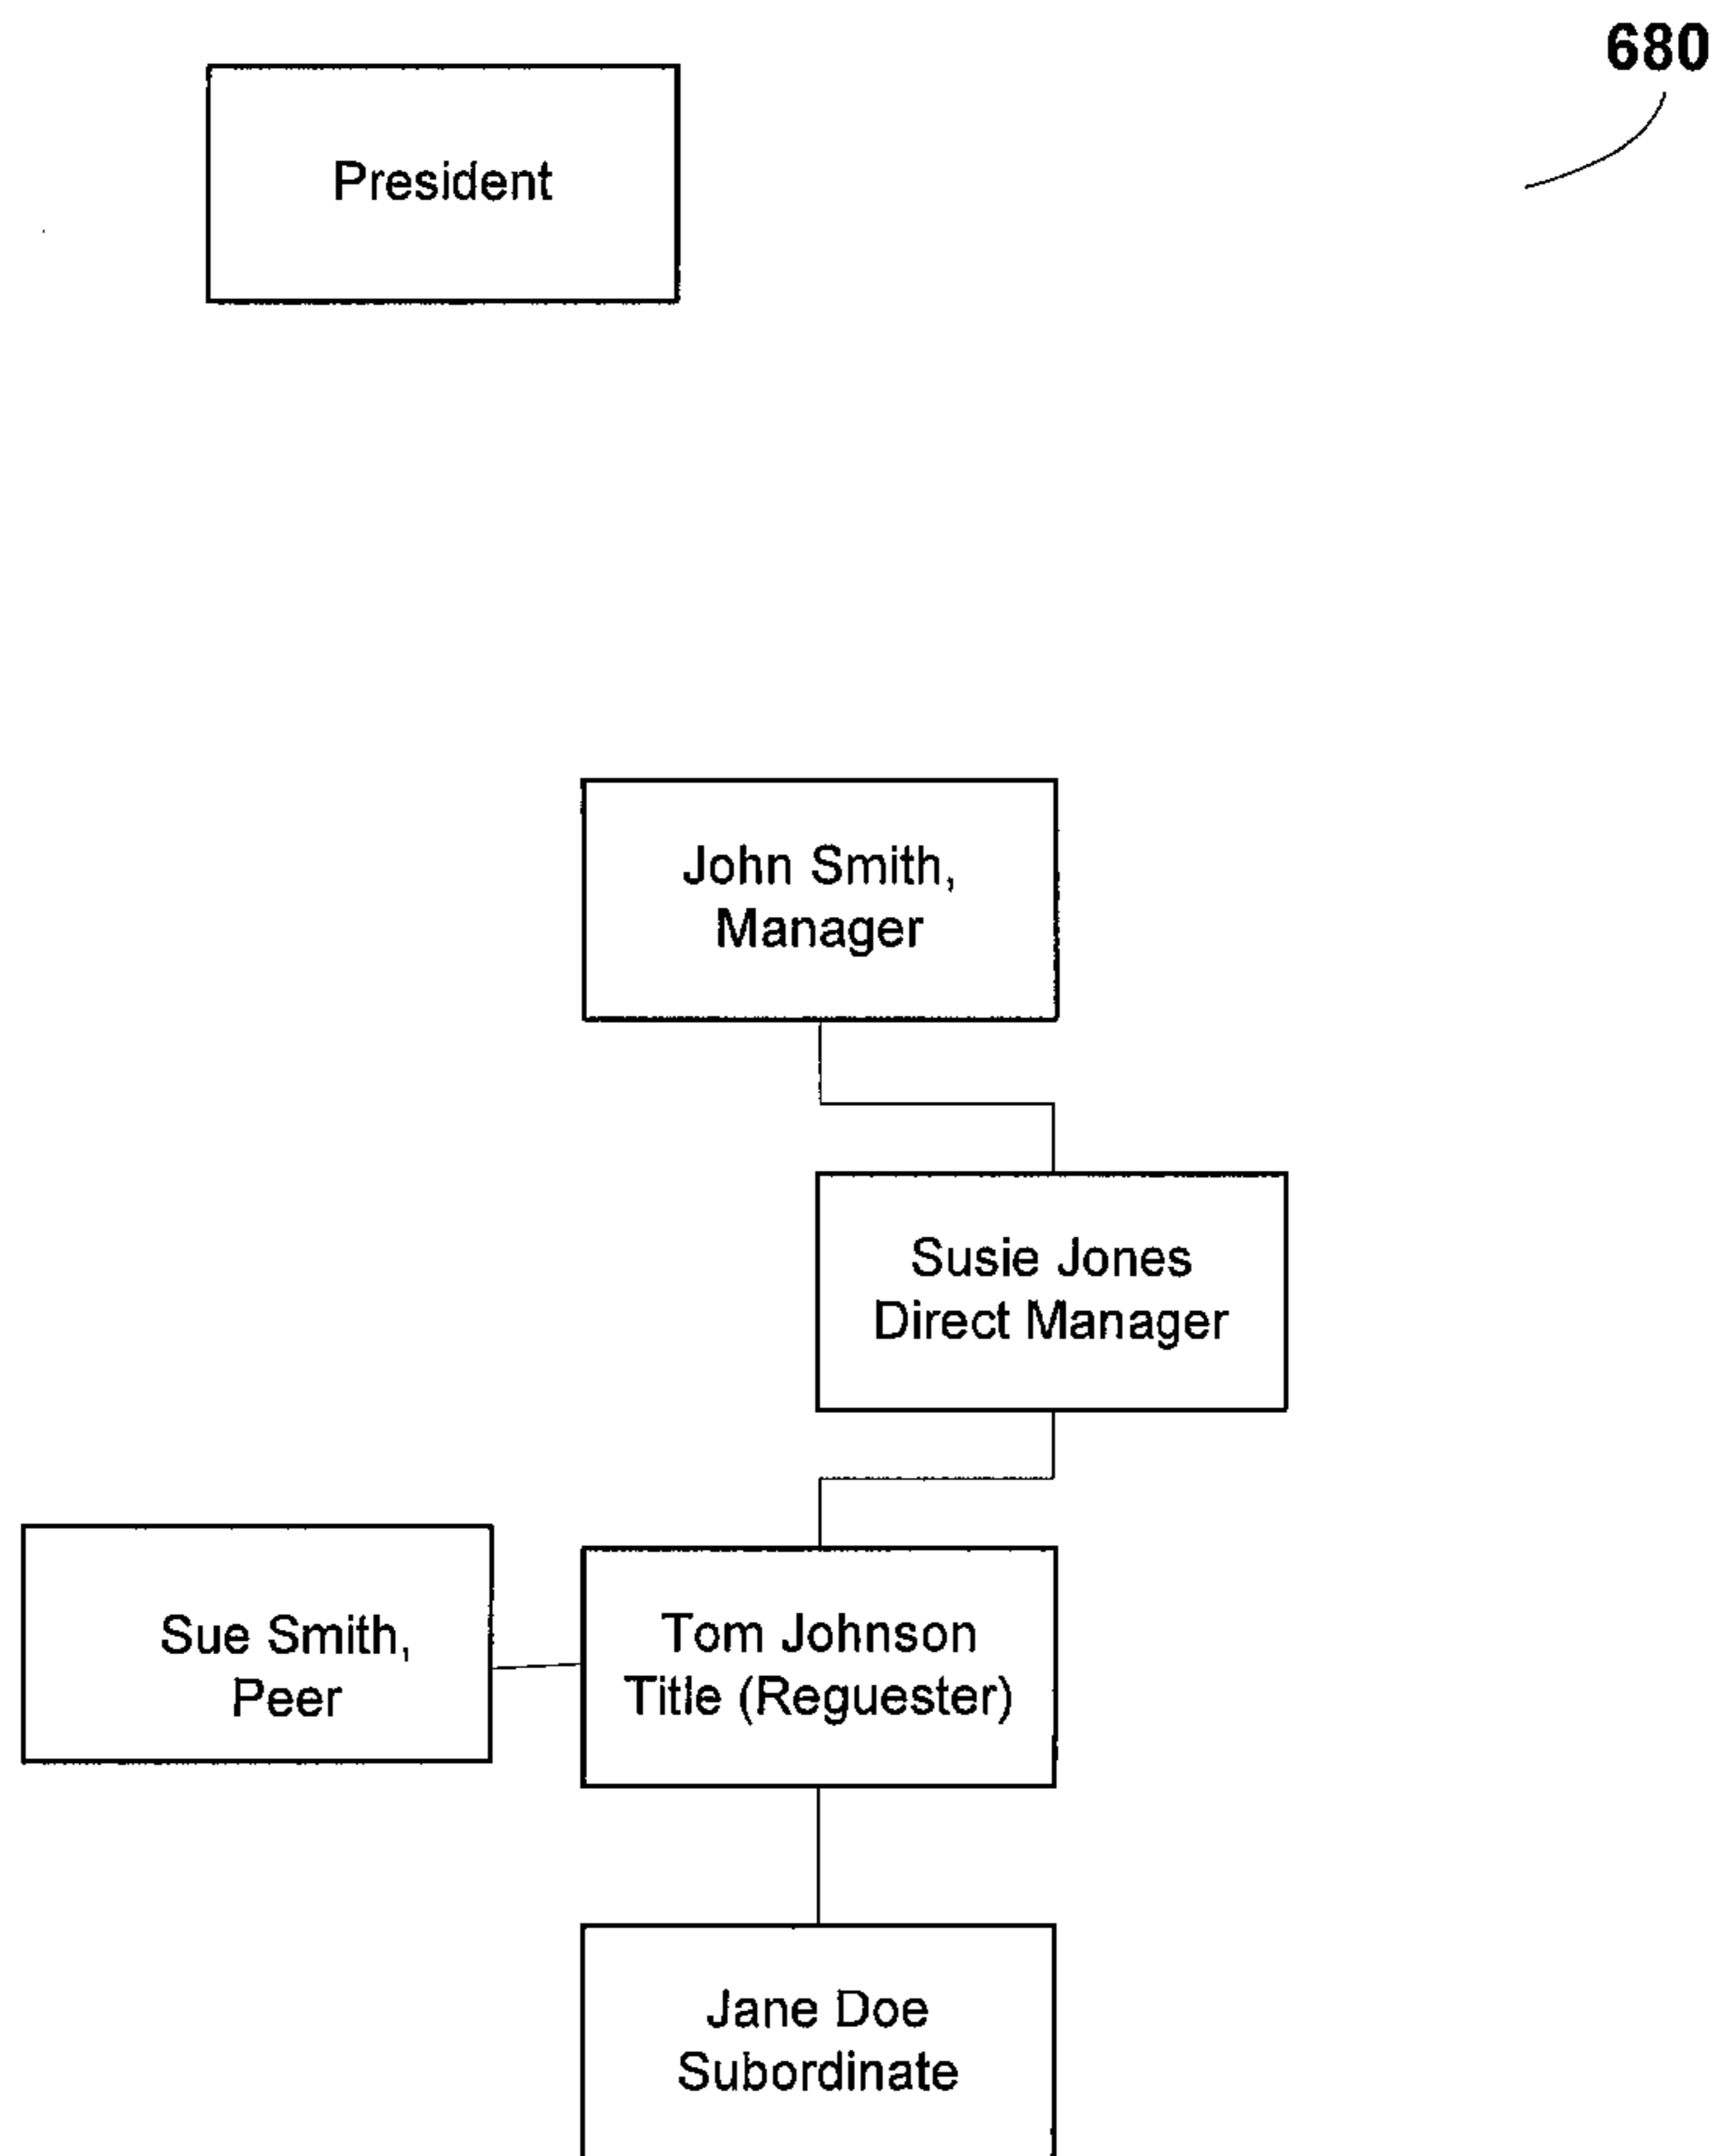 680
President
John Smith,
Manager
Susie Jones
Direct Manager
Sue Smith,
Peer
Tom Johnson
Title (Reguester)
Jane Doe
Subordinate